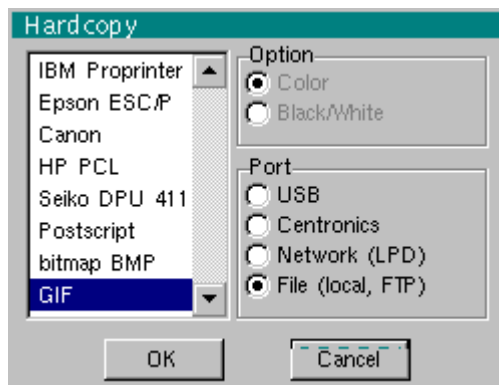 Hardcopy
IBM Proprinter
Epson ESC/P
Canon
HP PCL
Seiko DPU 411
Postscript
bitmap BMP
GIF
Option
Color
Black/White
Port
USB
Centronics
Network (LPD)
File (local, FTP)
OK
Cancel